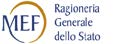 MEF
Ragioneria
Generale
dello Stato